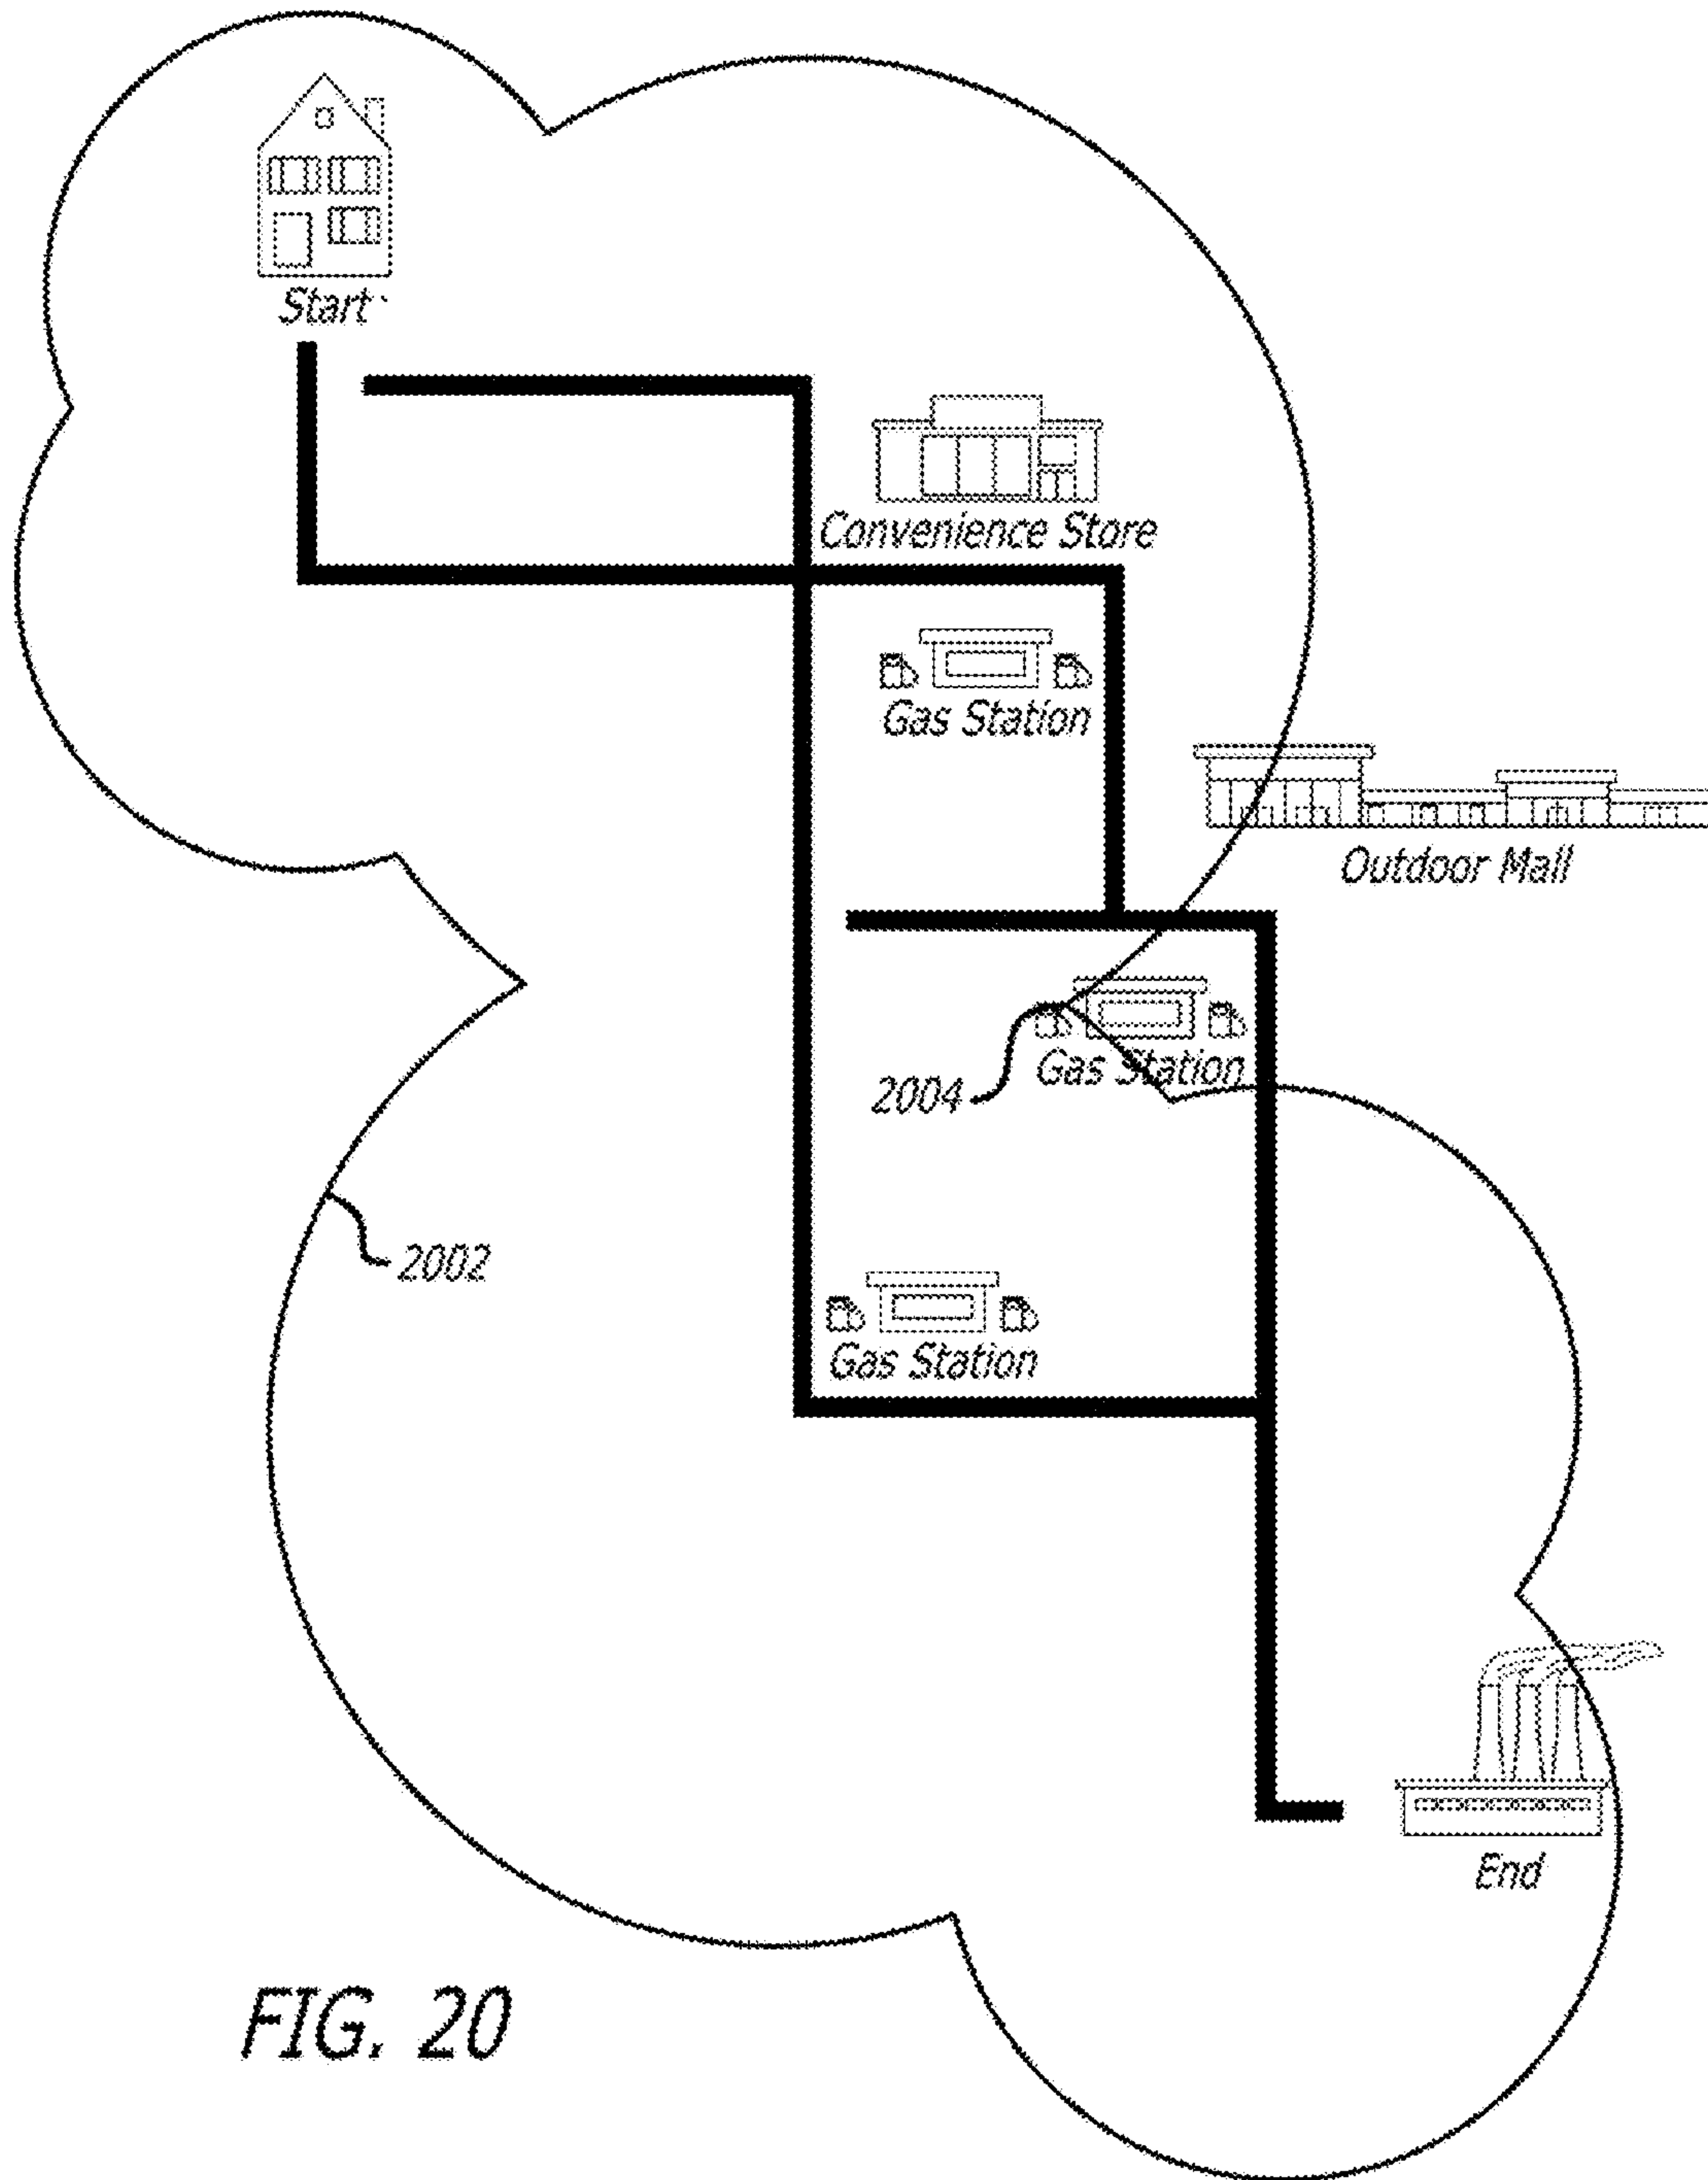 Start
Convenience Store
Gas Station
Outdoor Mall
Gas Station
2004
2002
Gas Station
End
FIG. 20